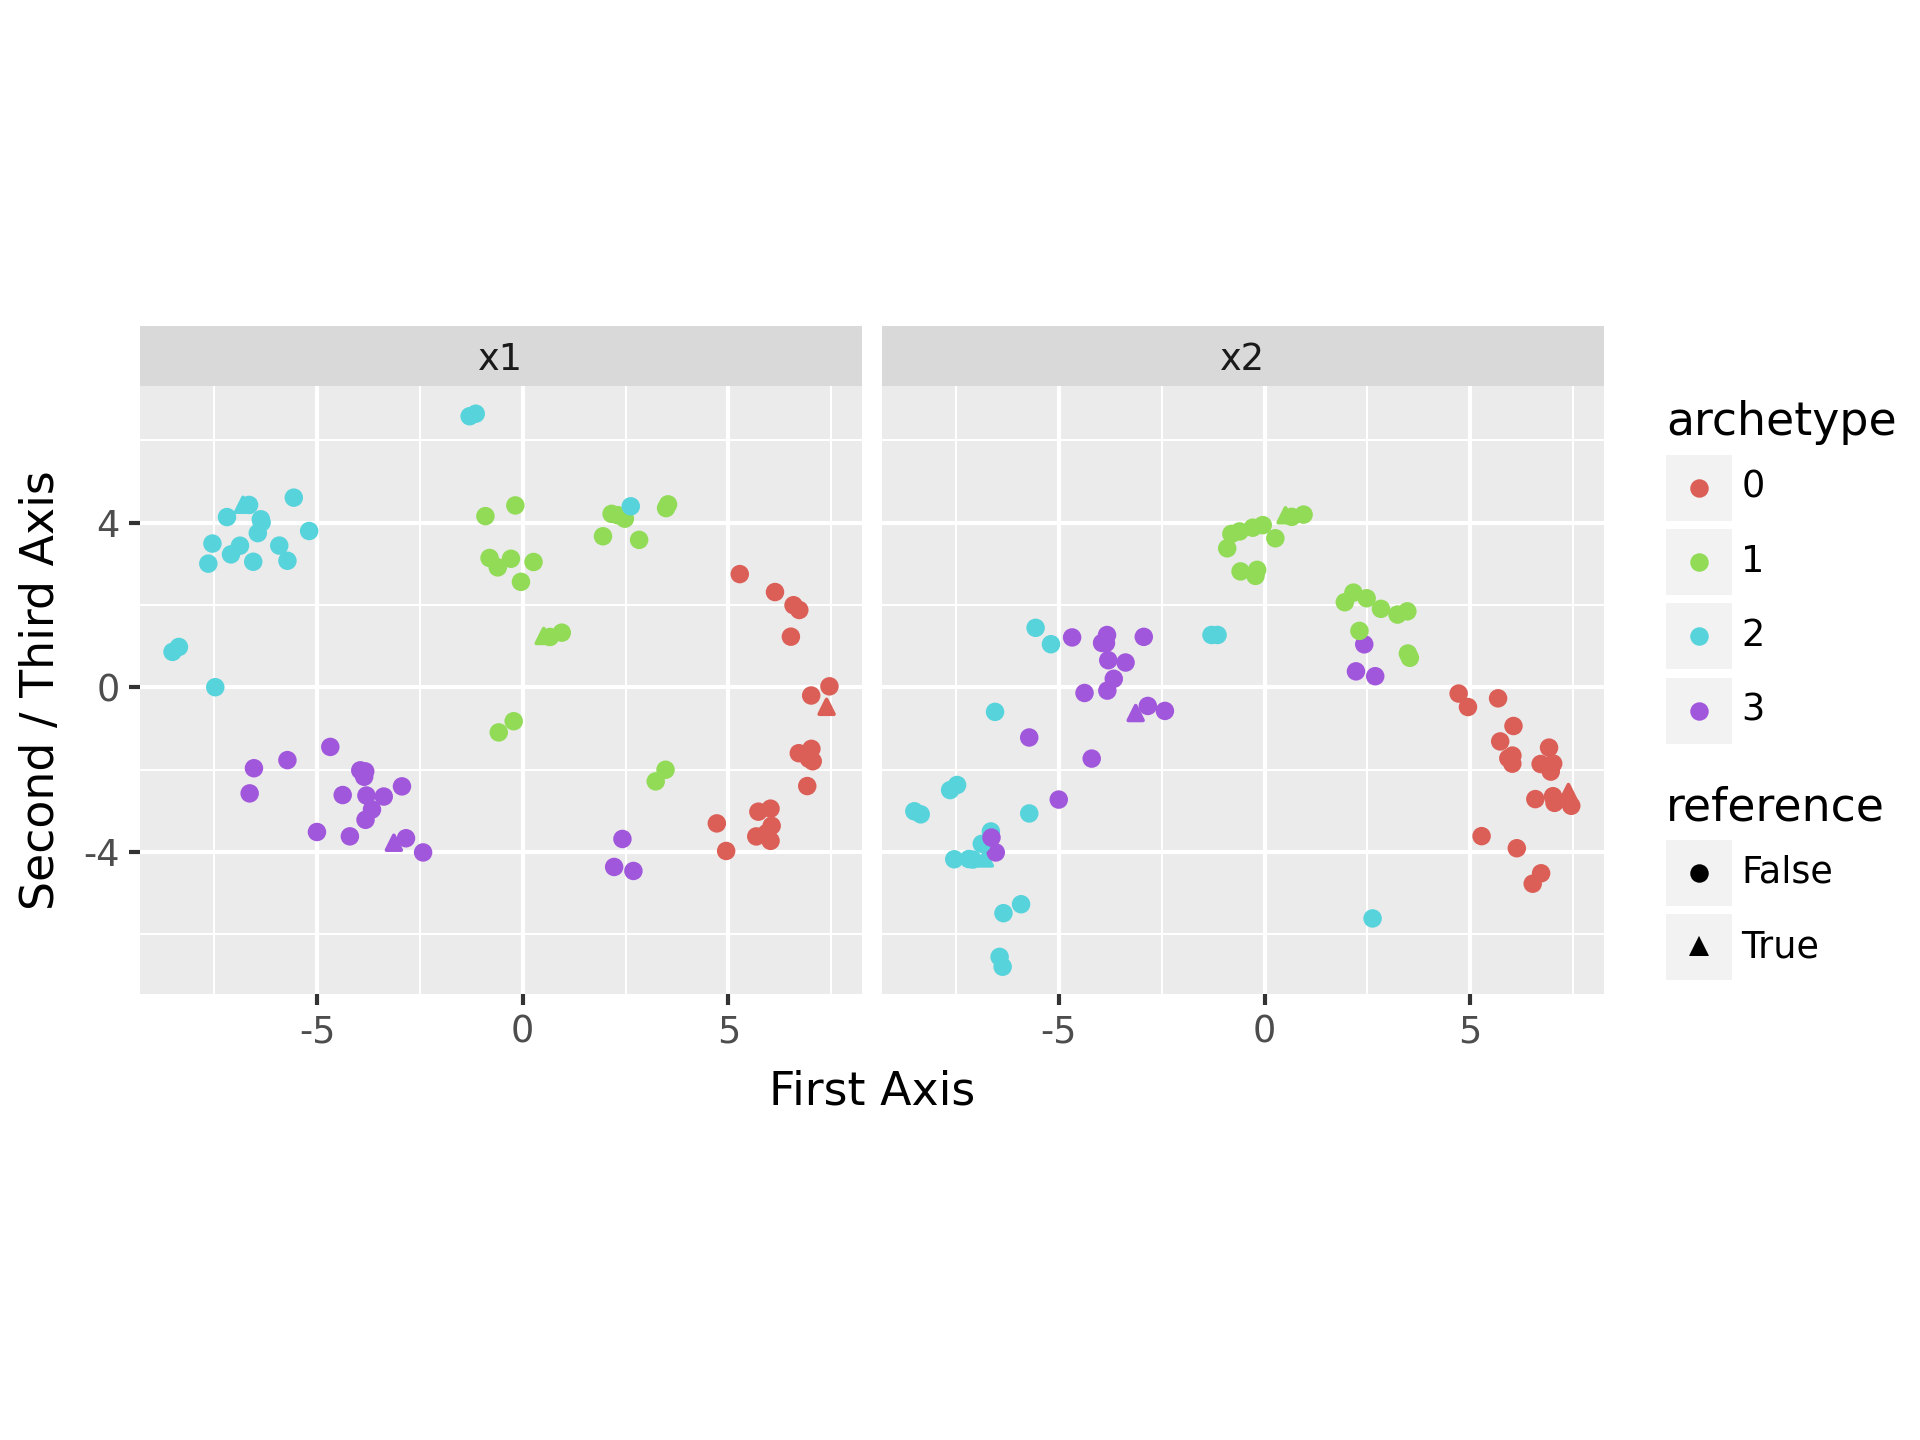 x1
x2
Second / Third Axis
4
0
-4
-5
0
5
-5
0
5
First Axis
archetype
0
1
2
3
reference
False
True